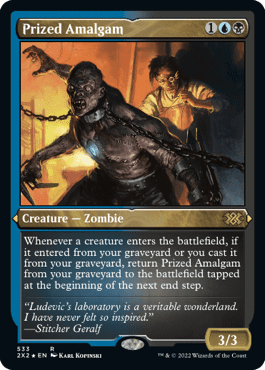 Prized Amalgam 1
Creature — Zombie
Whenever a creature enters the battlefield, if
it entered from your graveyard or you cast it
from your graveyard, return Prized Amalgam
from your graveyard to the battlefield tapped
at the beginning of the next end step.
“Ludevic's laboratory is a veritable wonderland.
I have never felt so inspired.”
—Stitcher Geralf
3/3
533 R
2X2 ★ EN Karl Kopinski
™ & © 2022 Wizards of the Coast